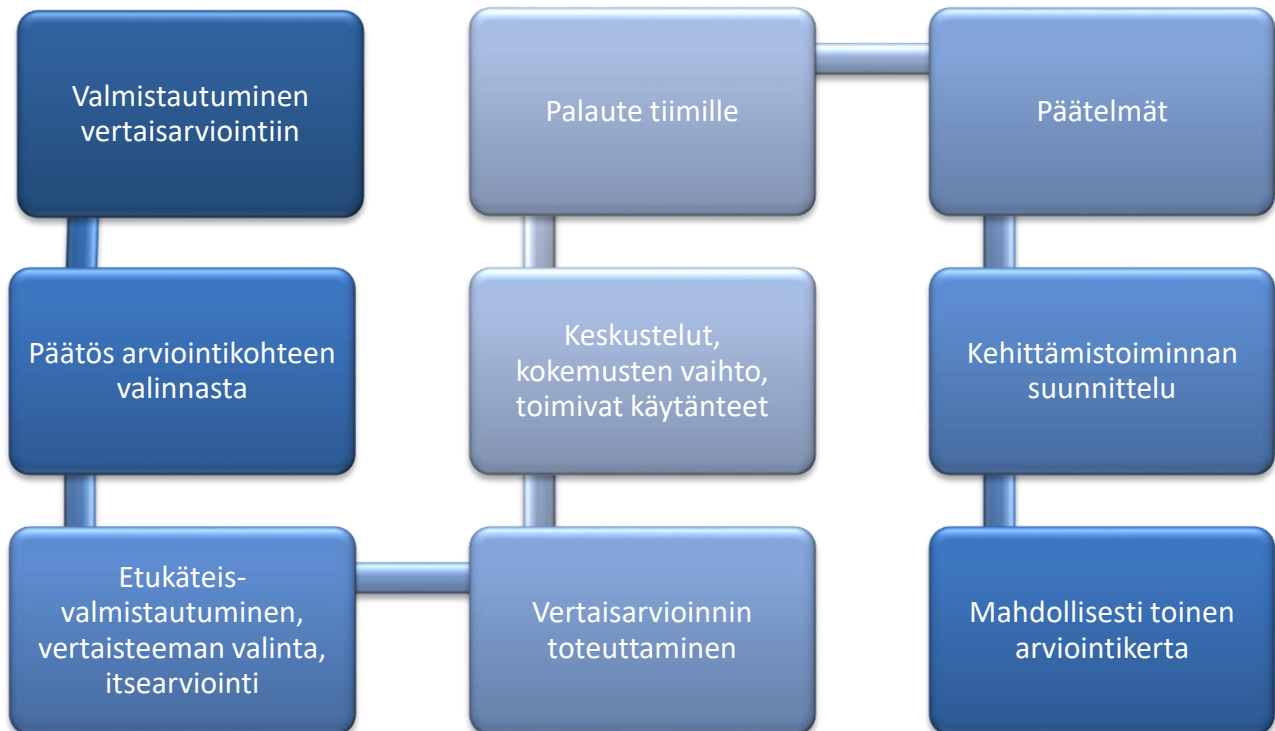 Valmistautuminen
vertaisarviointiin
Päätös arviointikohteen
valinnasta
Etukäteis-
valmistautuminen,
vertaisteeman valinta,
itsearviointi
Vertaisarvioinnin
toteuttaminen
Keskustelut,
kokemusten vaihto,
toimivat käytänteet
Palaute tiimille
Päätelmät
Kehittämistoiminnan
suunnittelu
Mahdollisesti toinen
arviointikerta